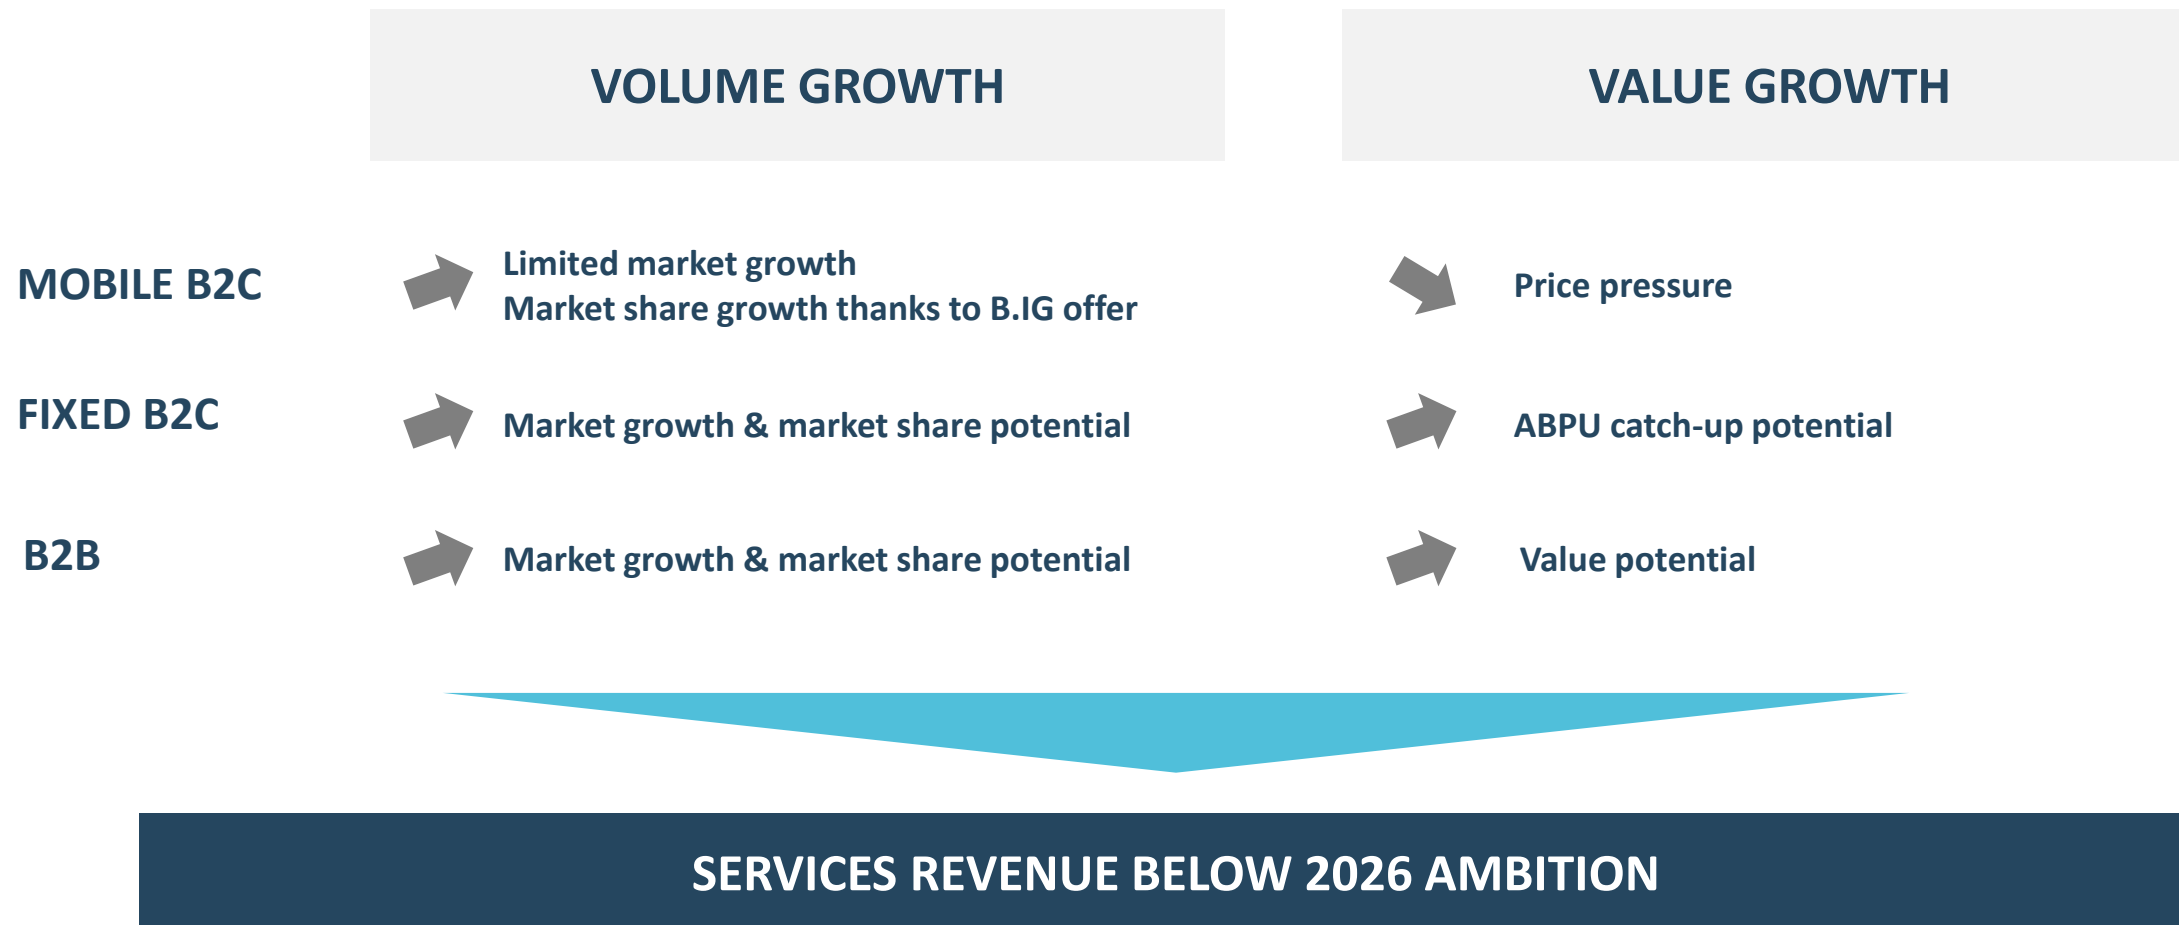 VOLUME GROWTH
VALUE GROWTH
MOBILE B2C
Limited market growth
Market share growth thanks to B.IG offer
Price pressure
FIXED B2C
Market growth & market share potential
ABPU catch-up potential
B2B
Market growth & market share potential
Value potential
SERVICES REVENUE BELOW 2026 AMBITION